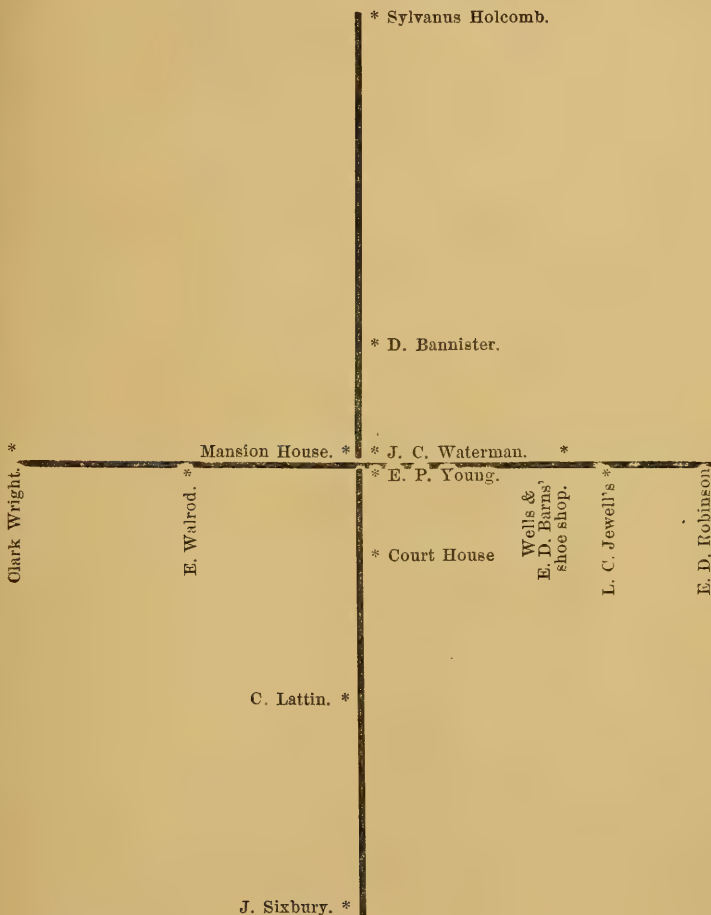 * Sylvanus Holcomb.
* D. Bannister.
Mansion House. * * J. C. Waterman. *
* E. P. Young.
Olark Wright. *
E. Walrod. *
Wells &
E. D. Barns'
shoe shop.
L. C. Jewell's *
E. D. Robinson
* Court House
C. Lattin. *
J. Sixbury. *